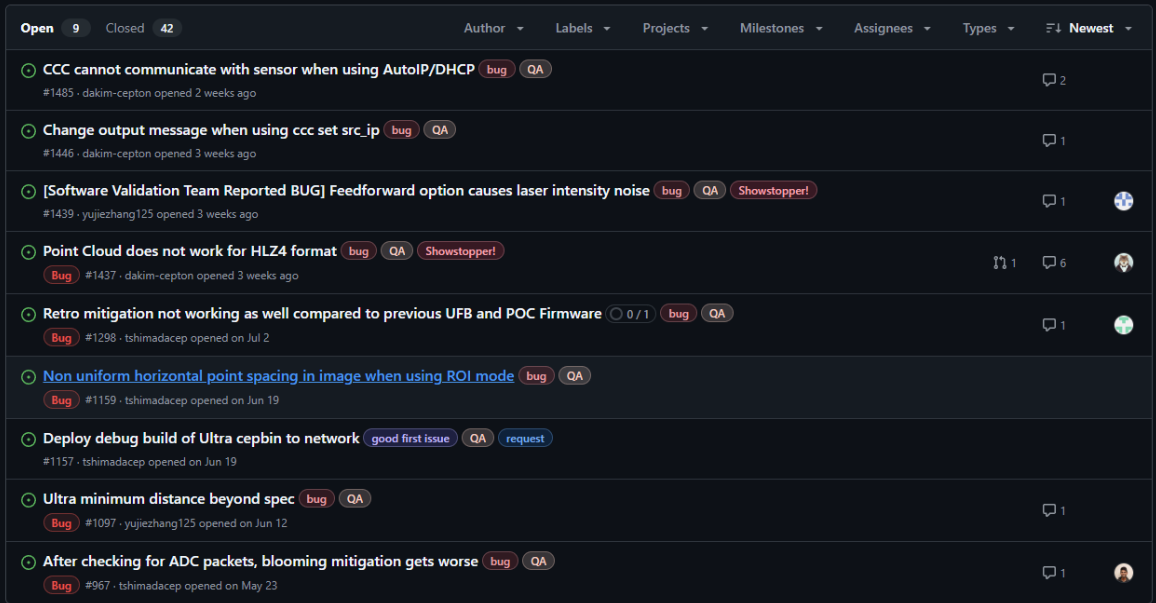 Open 9 Closed 42 Author Labels Projects Milestones Assignees Types Newest
CCC cannot communicate with sensor when using AutoIP/DHCP bug QA
#1485 · dakim-cepton opened 2 weeks ago
2
Change output message when using ccc set src_ip bug QA
#1446 · dakim-cepton opened 3 weeks ago
1
[Software Validation Team Reported BUG] Feedforward option causes laser intensity noise bug QA Showstopper!
#1439 · yujiezhang125 opened 3 weeks ago
1
Point Cloud does not work for HLZ4 format bug QA Showstopper!
Bug #1437 · dakim-cepton opened 3 weeks ago
1 6
Retro mitigation not working as well compared to previous UFB and POC Firmware 0 / 1 bug QA
Bug #1298 · tshimadacep opened on Jul 2
1
Non uniform horizontal point spacing in image when using ROI mode bug QA
Bug #1159 · tshimadacep opened on Jun 19
Deploy debug build of Ultra cepbin to network good first issue QA request
#1157 · tshimadacep opened on Jun 19
Ultra minimum distance beyond spec bug QA
Bug #1097 · yujiezhang125 opened on Jun 12
1
After checking for ADC packets, blooming mitigation gets worse bug QA
Bug #967 · tshimadacep opened on May 23
1